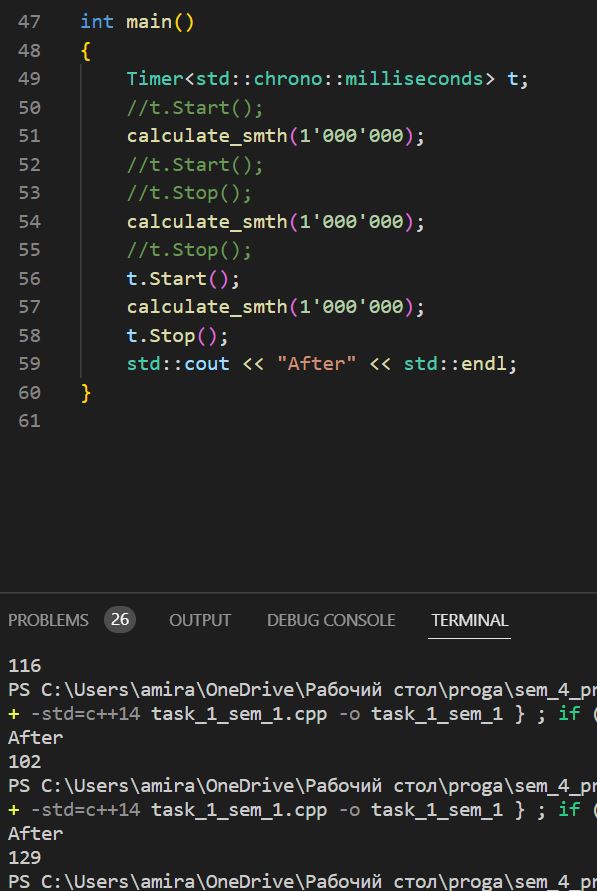 47 int main()
48 {
49 Timer<std::chrono::milliseconds> t;
50 //t.Start();
51 calculate_smth(1'000'000);
52 //t.Start();
53 //t.Stop();
54 calculate_smth(1'000'000);
55 //t.Stop();
56 t.Start();
57 calculate_smth(1'000'000);
58 t.Stop();
59 std::cout << "After" << std::endl;
60 }
61
PROBLEMS 26 OUTPUT DEBUG CONSOLE TERMINAL
116
PS C:\Users\amira\OneDrive\Рабочий стол\proga\sem_4_pr
+ -std=c++14 task_1_sem_1.cpp -o task_1_sem_1 } ; if (
After
102
PS C:\Users\amira\OneDrive\Рабочий стол\proga\sem_4_pr
+ -std=c++14 task_1_sem_1.cpp -o task_1_sem_1 } ; if (
After
129
PS C:\Users\amira\OneDrive\Рабочий стол\proga\sem_4_pr